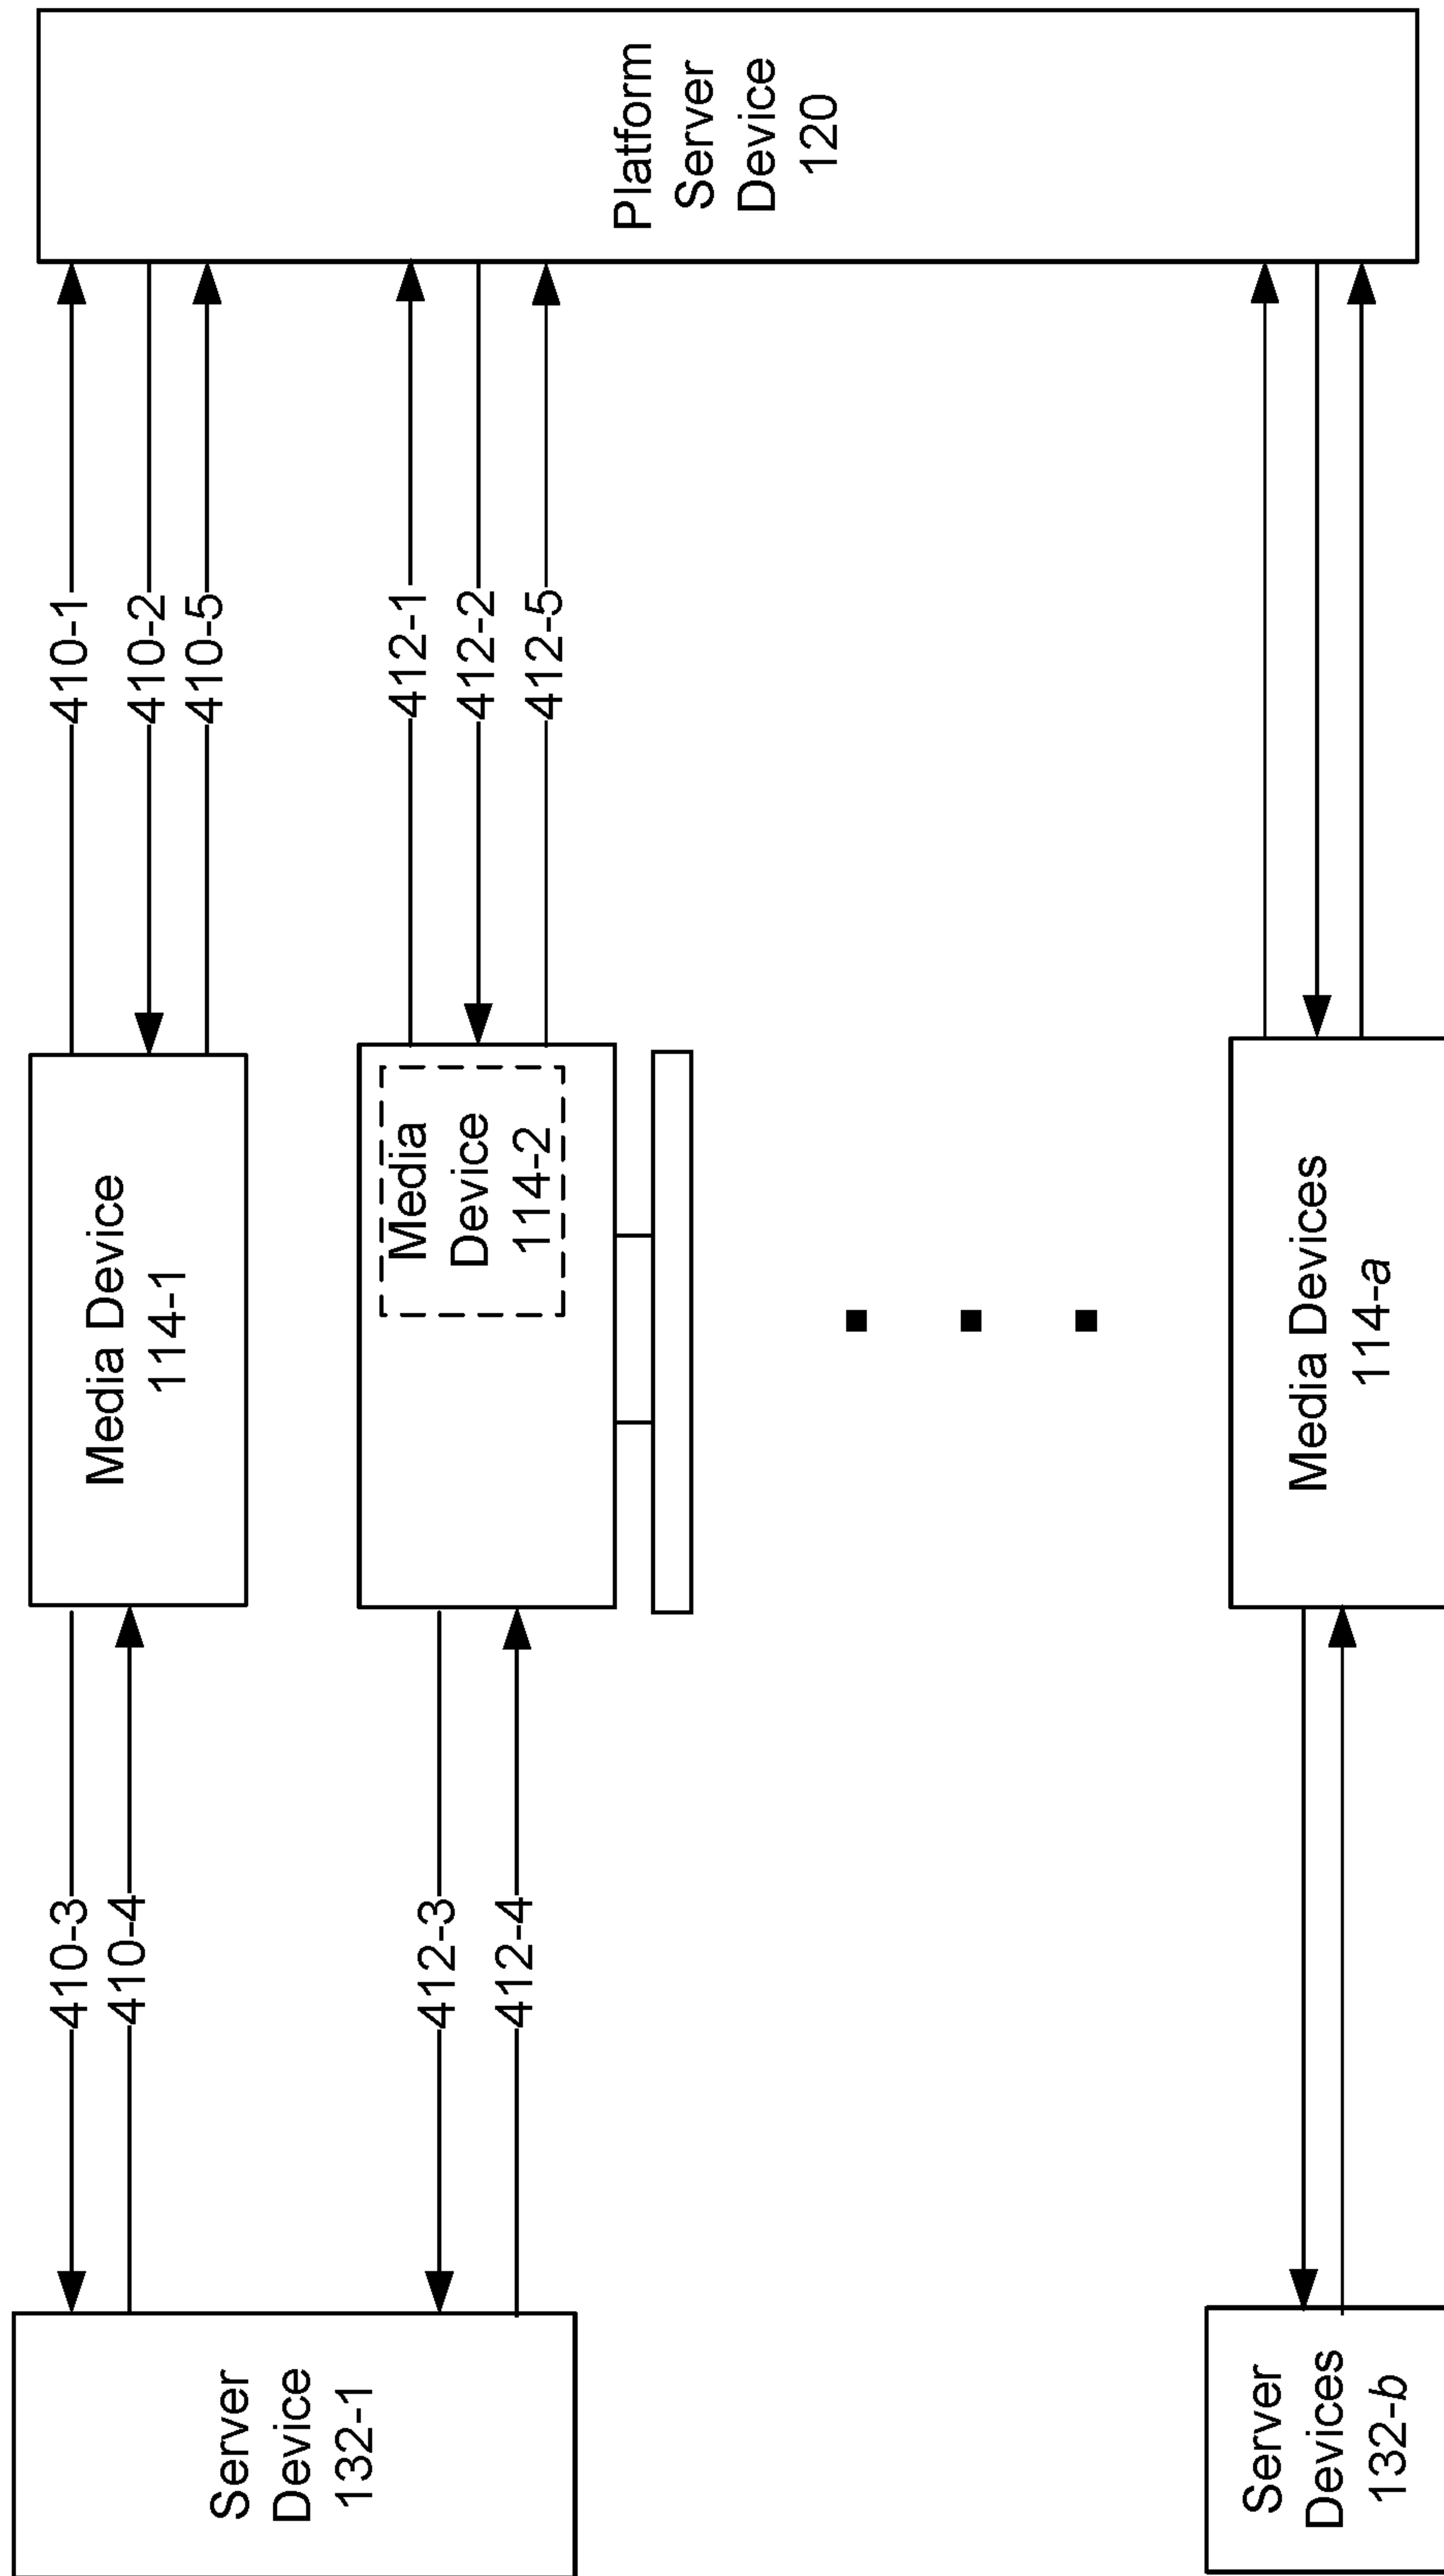 Server
Device
132-1
410-3
410-4
412-3
412-4
Media Device
114-1
Media
Device
114-2
410-1
410-2
410-5
412-1
412-2
412-5
Platform
Server
Device
120
Server
Devices
132-b
Media Devices
114-a